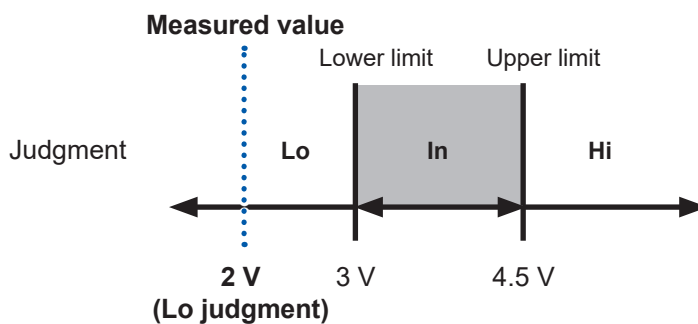 Measured value
Lower limit
Upper limit
Judgment
Lo
In
Hi
2 V
3 V
4.5 V
(Lo judgment)